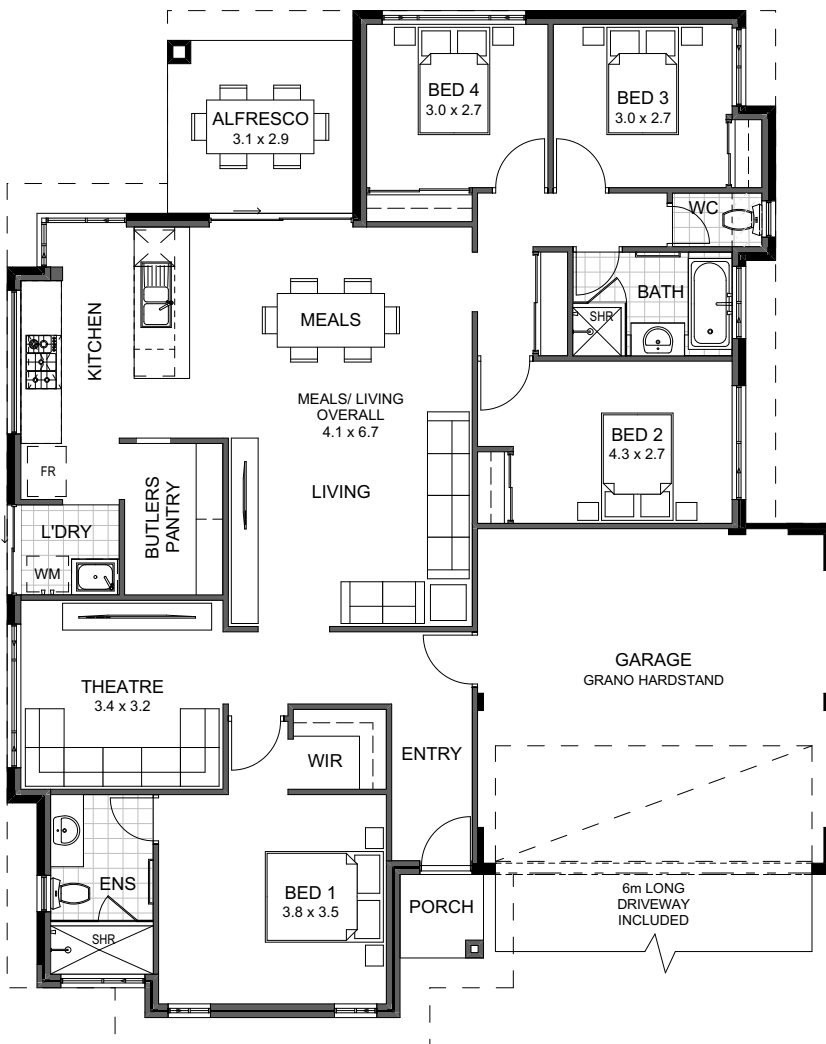 BED 4
3.0 x 2.7
BED 3
3.0 x 2.7
ALFRESCO
3.1 x 2.9
WC
BATH
SHR
KITCHEN
MEALS
MEALS/ LIVING
OVERALL
4.1 x 6.7
BED 2
4.3 x 2.7
FR
LIVING
BUTLERS
PANTRY
L'DRY
WM
THEATRE
3.4 x 3.2
GARAGE
GRANO HARDSTAND
WIR
ENTRY
ENS
SHR
BED 1
3.8 x 3.5
PORCH
6m LONG
DRIVEWAY
INCLUDED